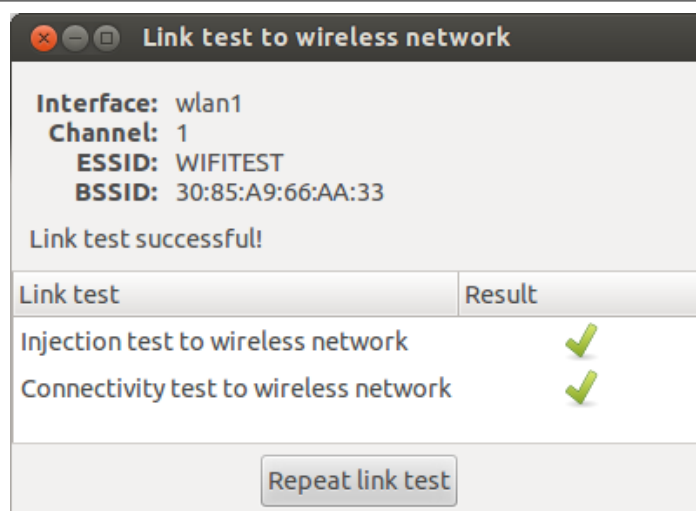 Link test to wireless network
Interface: wlan1
Channel: 1
ESSID: WIFITEST
BSSID: 30:85:A9:66:AA:33
Link test successful!
Link test Result
Injection test to wireless network
Connectivity test to wireless network
Repeat link test